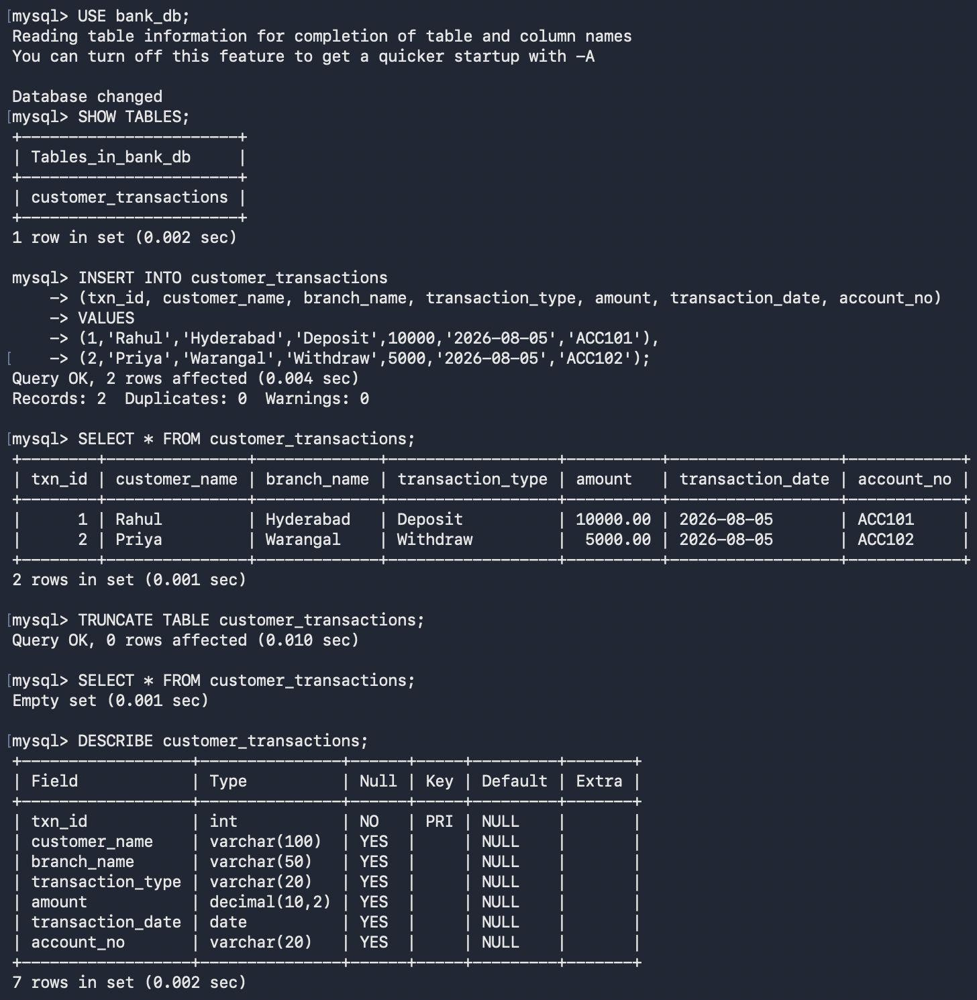 [mysql> USE bank_db;
Reading table information for completion of table and column names
You can turn off this feature to get a quicker startup with -A

Database changed
[mysql> SHOW TABLES;
+-----------------------+
| Tables_in_bank_db     |
+-----------------------+
| customer_transactions |
+-----------------------+
1 row in set (0.002 sec)

mysql> INSERT INTO customer_transactions
    -> (txn_id, customer_name, branch_name, transaction_type, amount, transaction_date, account_no)
    -> VALUES
    -> (1,'Rahul','Hyderabad','Deposit',10000,'2026-08-05','ACC101'),
[    -> (2,'Priya','Warangal','Withdraw',5000,'2026-08-05','ACC102');
Query OK, 2 rows affected (0.004 sec)
Records: 2  Duplicates: 0  Warnings: 0

[mysql> SELECT * FROM customer_transactions;
+--------+---------------+-------------+------------------+----------+------------------+------------+
| txn_id | customer_name | branch_name | transaction_type | amount   | transaction_date | account_no |
+--------+---------------+-------------+------------------+----------+------------------+------------+
|      1 | Rahul         | Hyderabad   | Deposit          | 10000.00 | 2026-08-05       | ACC101     |
|      2 | Priya         | Warangal    | Withdraw         |  5000.00 | 2026-08-05       | ACC102     |
+--------+---------------+-------------+------------------+----------+------------------+------------+
2 rows in set (0.001 sec)

[mysql> TRUNCATE TABLE customer_transactions;
Query OK, 0 rows affected (0.010 sec)

[mysql> SELECT * FROM customer_transactions;
Empty set (0.001 sec)

[mysql> DESCRIBE customer_transactions;
+------------------+---------------+------+-----+---------+-------+
| Field            | Type          | Null | Key | Default | Extra |
+------------------+---------------+------+-----+---------+-------+
| txn_id           | int           | NO   | PRI | NULL    |       |
| customer_name    | varchar(100)  | YES  |     | NULL    |       |
| branch_name      | varchar(50)   | YES  |     | NULL    |       |
| transaction_type | varchar(20)   | YES  |     | NULL    |       |
| amount           | decimal(10,2) | YES  |     | NULL    |       |
| transaction_date | date          | YES  |     | NULL    |       |
| account_no       | varchar(20)   | YES  |     | NULL    |       |
+------------------+---------------+------+-----+---------+-------+
7 rows in set (0.002 sec)